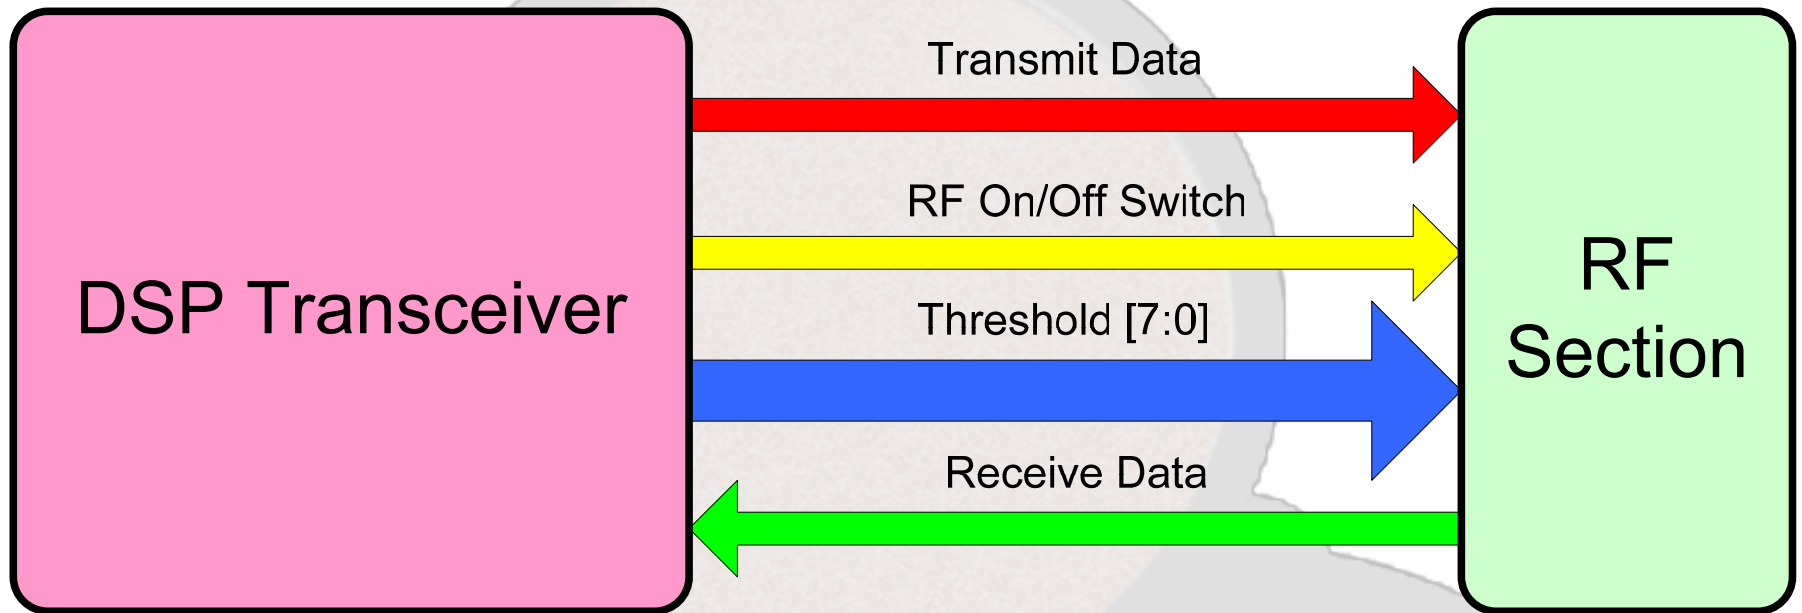 Transmit Data
RF On/Off Switch
DSP Transceiver
Threshold [7:0]
RF
Section
Receive Data